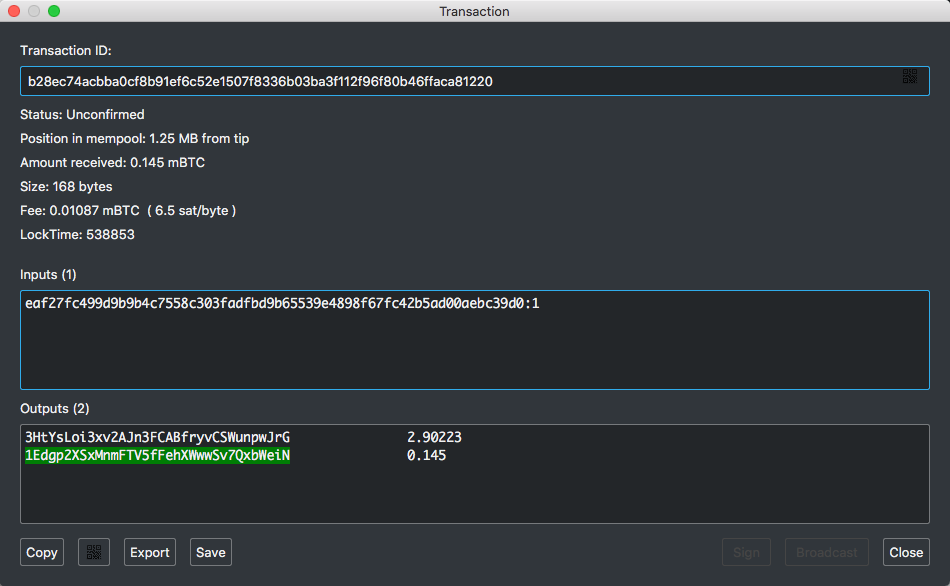 Transaction
Transaction ID:
b28ec74acbba0cf8b91ef6c52e1507f8336b03ba3f112f96f80b46ffaca81220
Status: Unconfirmed
Position in mempool: 1.25 MB from tip
Amount received: 0.145 mBTC
Size: 168 bytes
Fee: 0.01087 mBTC ( 6.5 sat/byte )
LockTime: 538853
Inputs (1)
eaf27fc499d9b9b4c7558c303fadfbd9b65539e4898f67fc42b5ad00aebc39d0:1
Outputs (2)
3HtYsLoi3xv2AJn3FCABfryvCSWunpwJrG 2.90223
1Edgp2XSxMnmFTV5fFehXWwwSv7QxbWeiN 0.145
Copy Export Save Sign Broadcast Close